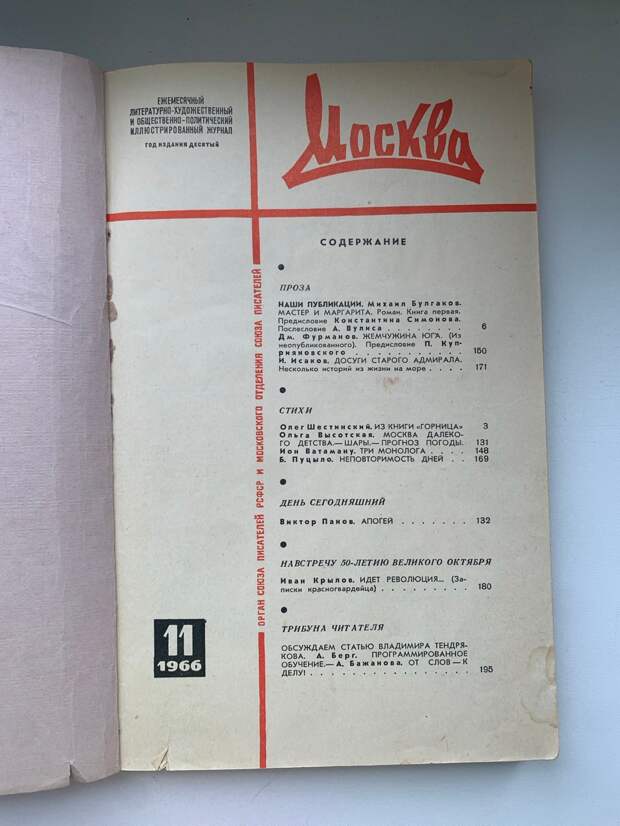 ЕЖЕМЕСЯЧНЫЙ
ЛИТЕРАТУРНО-ХУДОЖЕСТВЕННЫЙ
И ОБЩЕСТВЕННО-ПОЛИТИЧЕСКИЙ
ИЛЛЮСТРИРОВАННЫЙ ЖУРНАЛ
ГОД ИЗДАНИЯ ДЕСЯТЫЙ
Москва
ОРГАН СОЮЗА ПИСАТЕЛЕЙ РСФСР И МОСКОВСКОГО ОТДЕЛЕНИЯ СОЮЗА ПИСАТЕЛЕЙ
СОДЕРЖАНИЕ
ПРОЗА
НАШИ ПУБЛИКАЦИИ. Михаил Булгаков.
МАСТЕР И МАРГАРИТА. Роман. Книга первая.
Предисловие Константина Симонова.
Послесловие А. Вулиса . . . . . . . . 6
Дм. Фурманов. ЖЕМЧУЖИНА ЮГА. (Из
неопубликованного). Предисловие П. Куп-
рияновского . . . . . . . . . . . 150
И. Исаков. ДОСУГИ СТАРОГО АДМИРАЛА.
Несколько историй из жизни на море . . . . 171
СТИХИ
Олег Шестинский. ИЗ КНИГИ «ГОРНИЦА» 3
Ольга Высотская. МОСКВА ДАЛЕКО-
ГО ДЕТСТВА.— ШАРЫ.— ПРОГНОЗ ПОГОДЫ. 131
Ион Ватаману. ТРИ МОНОЛОГА . . . . . 148
Б. Пуцыло. НЕПОВТОРИМОСТЬ ДНЕЙ . . 169
ДЕНЬ СЕГОДНЯШНИЙ
Виктор Панов. АПОГЕЙ . . . . . . . 132
НАВСТРЕЧУ 50-ЛЕТИЮ ВЕЛИКОГО ОКТЯБРЯ
Иван Крылов. ИДЕТ РЕВОЛЮЦИЯ... (За-
писки красногвардейца) . . . . . . . . . 180
ТРИБУНА ЧИТАТЕЛЯ
ОБСУЖДАЕМ СТАТЬЮ ВЛАДИМИРА ТЕНДРЯ-
КОВА. А. Берг. ПРОГРАММИРОВАННОЕ
ОБУЧЕНИЕ.— А. Бажанова. ОТ СЛОВ — К
ДЕЛУ! . . . . . . . . . . . . . . . 195
11
1966